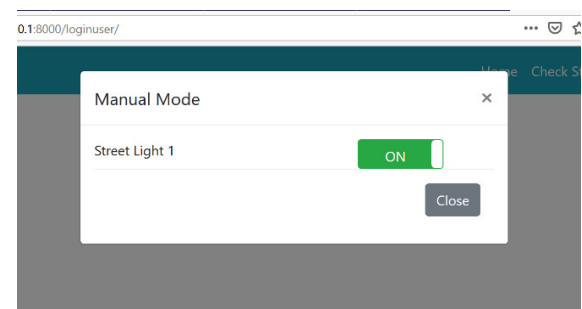 0.1:8000/loginuser/
Home Check St
Manual Mode ×
Street Light 1 ON
Close